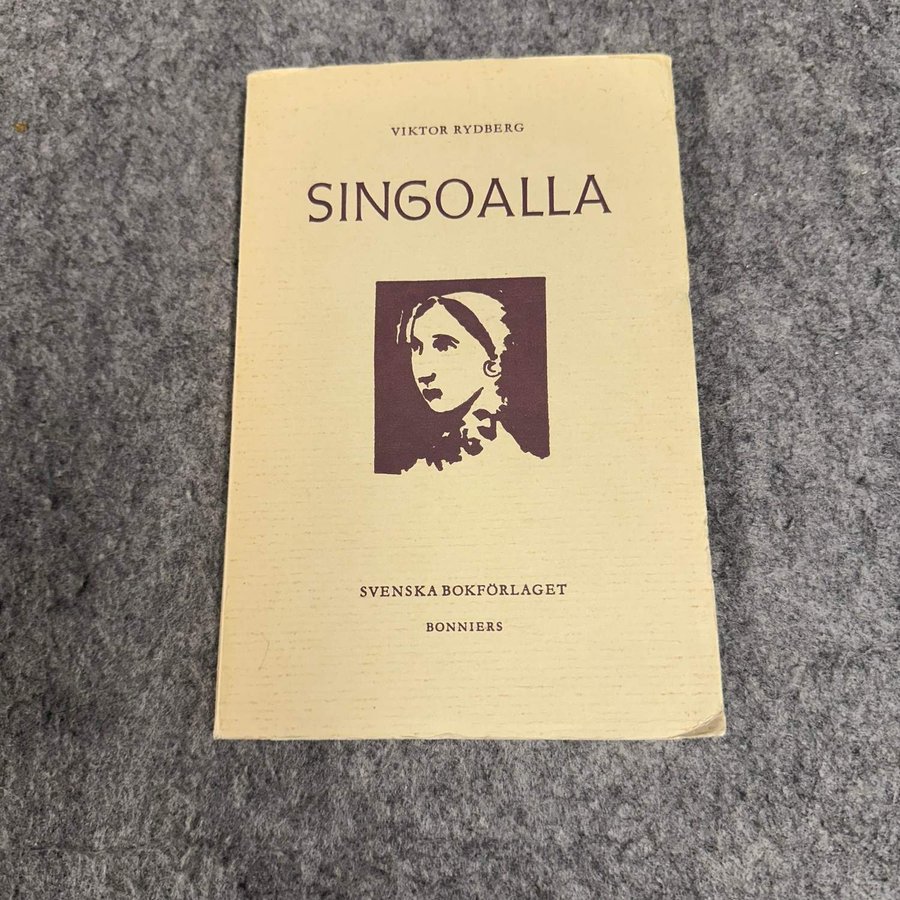 VIKTOR RYDBERG
SINGOALLA
SVENSKA BOKFÖRLAGET
BONNIERS